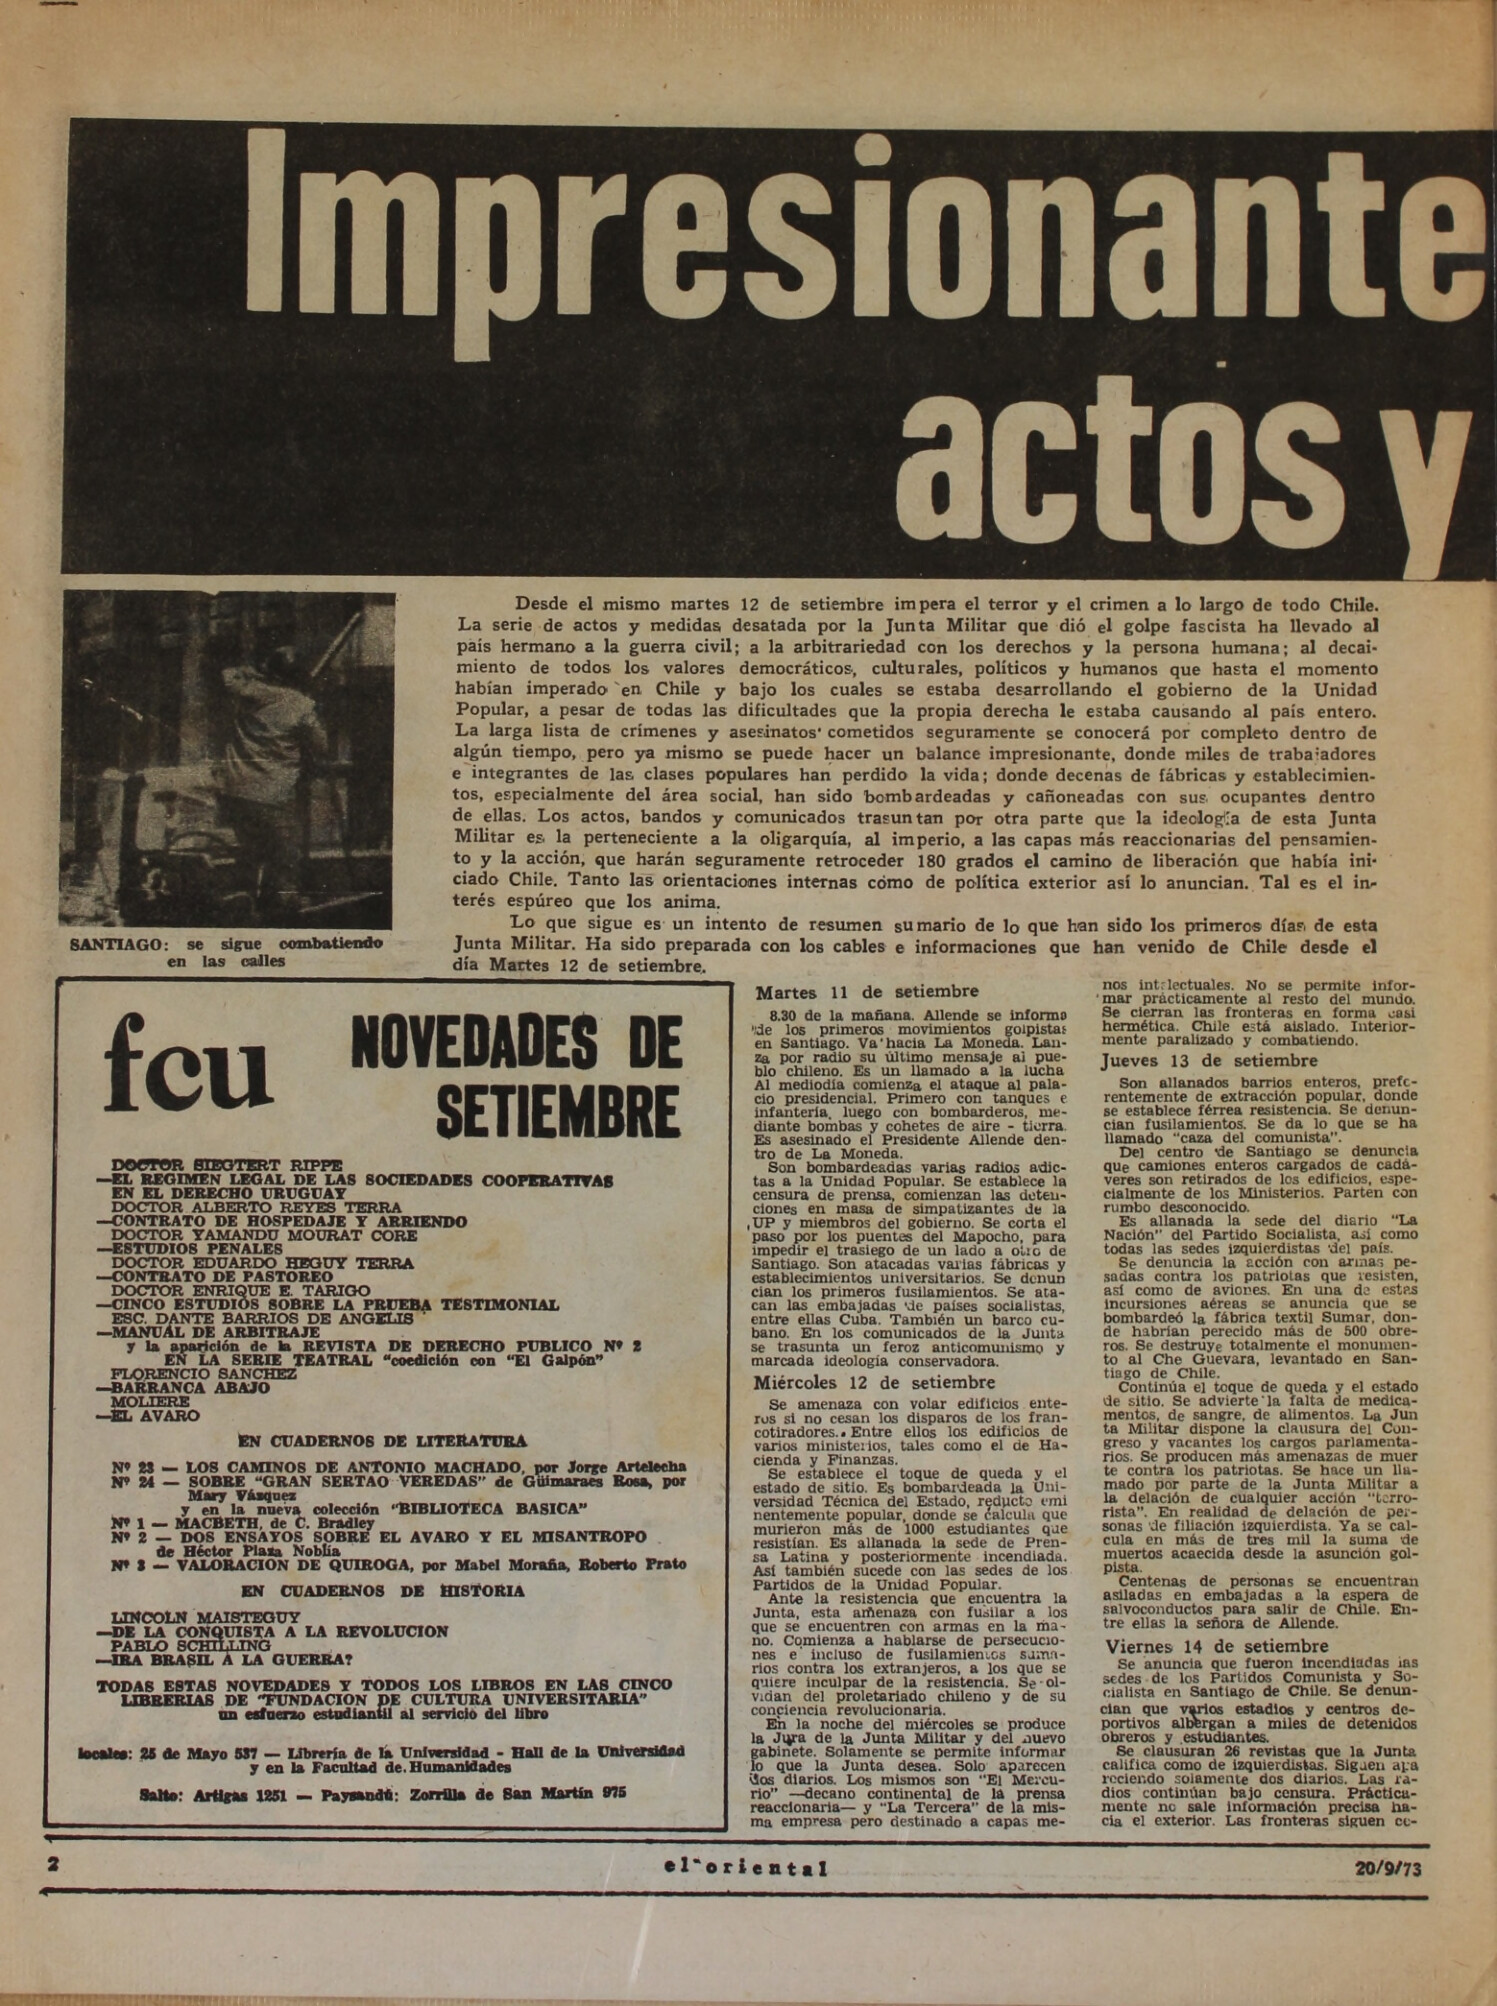 Impresionante
actos y
Desde el mismo martes 12 de setiembre impera el terror y el crimen a lo largo de todo Chile.
La serie de actos y medidas desatada por la Junta Militar que dió el golpe fascista ha llevado al
país hermano a la guerra civil; a la arbitrariedad con los derechos y la persona humana; al decai-
miento de todos los valores democráticos, culturales, políticos y humanos que hasta el momento
habían imperado en Chile y bajo los cuales se estaba desarrollando el gobierno de la Unidad
Popular, a pesar de todas las dificultades que la propia derecha le estaba causando al país entero.
La larga lista de crímenes y asesinatos cometidos seguramente se conocerá por completo dentro de
algún tiempo, pero ya mismo se puede hacer un balance impresionante, donde miles de trabajadores
e integrantes de las clases populares han perdido la vida; donde decenas de fábricas y establecimien-
tos, especialmente del área social, han sido bombardeadas y cañoneadas con sus ocupantes dentro
de ellas. Los actos, bandos y comunicados trasuntan por otra parte que la ideología de esta Junta
Militar es la perteneciente a la oligarquía, al imperio, a las capas más reaccionarias del pensamien-
to y la acción, que harán seguramente retroceder 180 grados el camino de liberación que había ini-
ciado Chile. Tanto las orientaciones internas como de política exterior así lo anuncian. Tal es el in-
terés espúreo que los anima.
Lo que sigue es un intento de resumen sumario de lo que han sido los primeros días de esta
Junta Militar. Ha sido preparada con los cables e informaciones que han venido de Chile desde el
día Martes 12 de setiembre.
SANTIAGO: se sigue combatiendo
en las calles
fcu
NOVEDADES DE
SETIEMBRE
DOCTOR SIEGTERT RIPPE
—EL REGIMEN LEGAL DE LAS SOCIEDADES COOPERATIVAS
EN EL DERECHO URUGUAY
DOCTOR ALBERTO REYES TERRA
—CONTRATO DE HOSPEDAJE Y ARRIENDO
DOCTOR YAMANDU MOURAT CORE
—ESTUDIOS PENALES
DOCTOR EDUARDO HEGUY TERRA
—CONTRATO DE PASTOREO
DOCTOR ENRIQUE E. TARIGO
—CINCO ESTUDIOS SOBRE LA PRUEBA TESTIMONIAL
ESC. DANTE BARRIOS DE ANGELIS
—MANUAL DE ARBITRAJE
y la aparición de la REVISTA DE DERECHO PUBLICO Nº 2
EN LA SERIE TEATRAL "coedición con "El Galpón"
FLORENCIO SANCHEZ
—BARRANCA ABAJO
MOLIERE
—EL AVARO
EN CUADERNOS DE LITERATURA
Nº 23 — LOS CAMINOS DE ANTONIO MACHADO, por Jorge Artelecha
Nº 24 — SOBRE "GRAN SERTAO VEREDAS" de Güimaraes Rosa, por
Mary Vásquez
y en la nueva colección "BIBLIOTECA BASICA"
Nº 1 — MACBETH, de C. Bradley
Nº 2 — DOS ENSAYOS SOBRE EL AVARO Y EL MISANTROPO
de Héctor Plaza Noblía
Nº 3 — VALORACION DE QUIROGA, por Mabel Moraña, Roberto Prato
EN CUADERNOS DE HISTORIA
LINCOLN MAISTEGUY
—DE LA CONQUISTA A LA REVOLUCION
PABLO SCHILLING
—IRA BRASIL A LA GUERRA?
TODAS ESTAS NOVEDADES Y TODOS LOS LIBROS EN LAS CINCO
LIBRERIAS DE "FUNDACION DE CULTURA UNIVERSITARIA"
un esfuerzo estudiantil al servicio del libro
locales: 25 de Mayo 537 — Librería de la Universidad - Hall de la Universidad
y en la Facultad de Humanidades
Salto: Artigas 1251 — Paysandú: Zorrilla de San Martín 975
Martes 11 de setiembre
8.30 de la mañana. Allende se informa
de los primeros movimientos golpistas
en Santiago. Va hacia La Moneda. Lan-
za por radio su último mensaje al pue-
blo chileno. Es un llamado a la lucha
Al mediodía comienza el ataque al pala-
cio presidencial. Primero con tanques e
infantería, luego con bombarderos, me-
diante bombas y cohetes de aire - tierra.
Es asesinado el Presidente Allende den-
tro de La Moneda.
Son bombardeadas varias radios adic-
tas a la Unidad Popular. Se establece la
censura de prensa, comienzan las deten-
ciones en masa de simpatizantes de la
UP y miembros del gobierno. Se corta el
paso por los puentes del Mapocho, para
impedir el trasiego de un lado a otro de
Santiago. Son atacadas varias fábricas y
establecimientos universitarios. Se denun
cian los primeros fusilamientos. Se ata-
can las embajadas de países socialistas,
entre ellas Cuba. También un barco cu-
bano. En los comunicados de la Junta
se trasunta un feroz anticomunismo y
marcada ideología conservadora.
Miércoles 12 de setiembre
Se amenaza con volar edificios ente-
ros si no cesan los disparos de los fran-
cotiradores. Entre ellos los edificios de
varios ministerios, tales como el de Ha-
cienda y Finanzas.
Se establece el toque de queda y el
estado de sitio. Es bombardeada la Uni-
versidad Técnica del Estado, reducto emi
nentemente popular, donde se calcula que
murieron más de 1000 estudiantes que
resistían. Es allanada la sede de Pren-
sa Latina y posteriormente incendiada.
Así también sucede con las sedes de los
Partidos de la Unidad Popular.
Ante la resistencia que encuentra la
Junta, esta amenaza con fusilar a los
que se encuentren con armas en la ma-
no. Comienza a hablarse de persecucio-
nes e incluso de fusilamientos suma-
rios contra los extranjeros, a los que se
quiere inculpar de la resistencia. Se ol-
vidan del proletariado chileno y de su
conciencia revolucionaria.
En la noche del miércoles se produce
la Jura de la Junta Militar y del nuevo
gabinete. Solamente se permite informar
lo que la Junta desea. Solo aparecen
dos diarios. Los mismos son "El Mercu-
rio" —decano continental de la prensa
reaccionaria— y "La Tercera" de la mis-
ma empresa pero destinado a capas me-
nos intelectuales. No se permite infor-
mar prácticamente al resto del mundo.
Se cierran las fronteras en forma casi
hermética. Chile está aislado. Interior-
mente paralizado y combatiendo.
Jueves 13 de setiembre
Son allanados barrios enteros, prefe-
rentemente de extracción popular, donde
se establece férrea resistencia. Se denun-
cian fusilamientos. Se da lo que se ha
llamado "caza del comunista".
Del centro de Santiago se denuncia
que camiones enteros cargados de cadá-
veres son retirados de los edificios, espe-
cialmente de los Ministerios. Parten con
rumbo desconocido.
Es allanada la sede del diario "La
Nación" del Partido Socialista, así como
todas las sedes izquierdistas del país.
Se denuncia la acción con armas pe-
sadas contra los patriotas que resisten,
así como de aviones. En una de estas
incursiones aéreas se anuncia que se
bombardeó la fábrica textil Sumar, don-
de habrían perecido más de 500 obre-
ros. Se destruye totalmente el monumen-
to al Che Guevara, levantado en San-
tiago de Chile.
Continúa el toque de queda y el estado
de sitio. Se advierte la falta de medica-
mentos, de sangre, de alimentos. La Jun
ta Militar dispone la clausura del Con-
greso y vacantes los cargos parlamenta-
rios. Se producen más amenazas de muer
te contra los patriotas. Se hace un lla-
mado por parte de la Junta Militar a
la delación de cualquier acción "terro-
rista". En realidad de delación de per-
sonas de filiación izquierdista. Ya se cal-
cula en más de tres mil la suma de
muertos acaecida desde la asunción gol-
pista.
Centenas de personas se encuentran
asiladas en embajadas a la espera de
salvoconductos para salir de Chile. En-
tre ellas la señora de Allende.
Viernes 14 de setiembre
Se anuncia que fueron incendiadas las
sedes de los Partidos Comunista y So-
cialista en Santiago de Chile. Se denun-
cian que varios estadios y centros de-
portivos albergan a miles de detenidos
obreros y estudiantes.
Se clausuran 26 revistas que la Junta
califica como de izquierdistas. Siguen apa
reciendo solamente dos diarios. Las ra-
dios continúan bajo censura. Práctica-
mente no sale información precisa ha-
cia el exterior. Las fronteras siguen ce-
2
el oriental
20/9/73